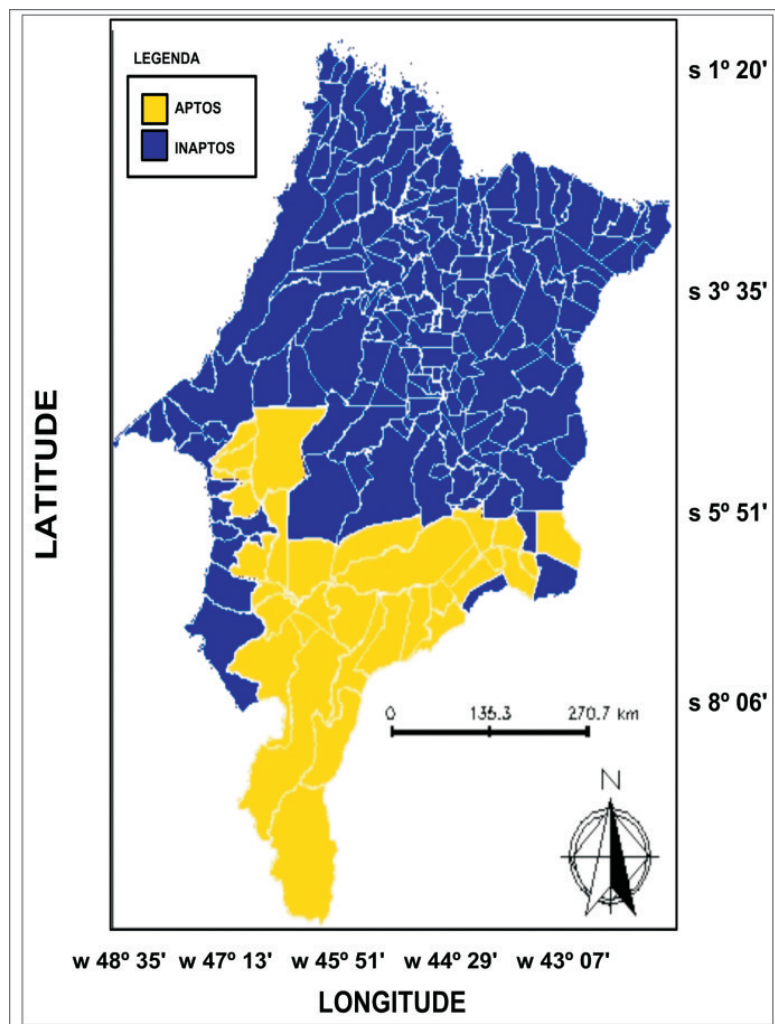 LEGENDA
APTOS
INAPTOS
s 1º 20'
s 3º 35'
s 5º 51'
s 8º 06'
LATITUDE
0 135.3 270.7 km
N
w 48º 35' w 47º 13' w 45º 51' w 44º 29' w 43º 07'
LONGITUDE